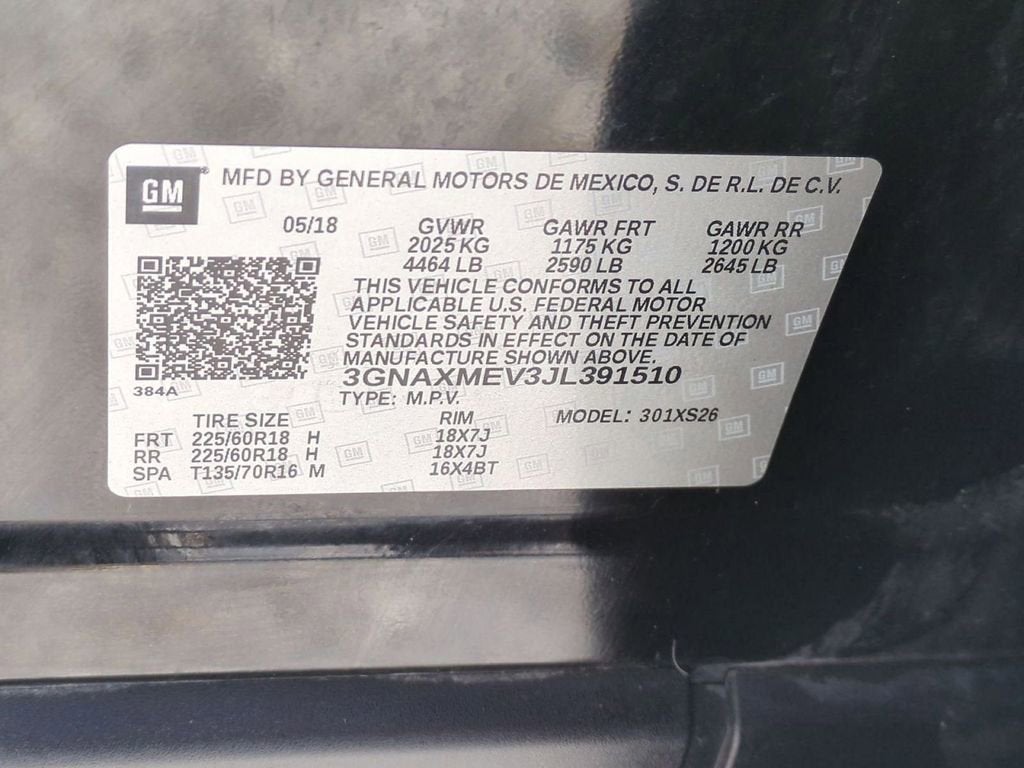 GM® MFD BY GENERAL MOTORS DE MEXICO, S. DE R.L. DE C.V.
05/18 GVWR GAWR FRT GAWR RR
2025 KG 1175 KG 1200 KG
4464 LB 2590 LB 2645 LB
THIS VEHICLE CONFORMS TO ALL
APPLICABLE U.S. FEDERAL MOTOR
VEHICLE SAFETY AND THEFT PREVENTION
STANDARDS IN EFFECT ON THE DATE OF
MANUFACTURE SHOWN ABOVE.
3GNAXMEV3JL391510
384A
TYPE: M.P.V.
TIRE SIZE RIM MODEL: 301XS26
FRT 225/60R18 H 18X7J
RR 225/60R18 H 18X7J
SPA T135/70R16 M 16X4BT